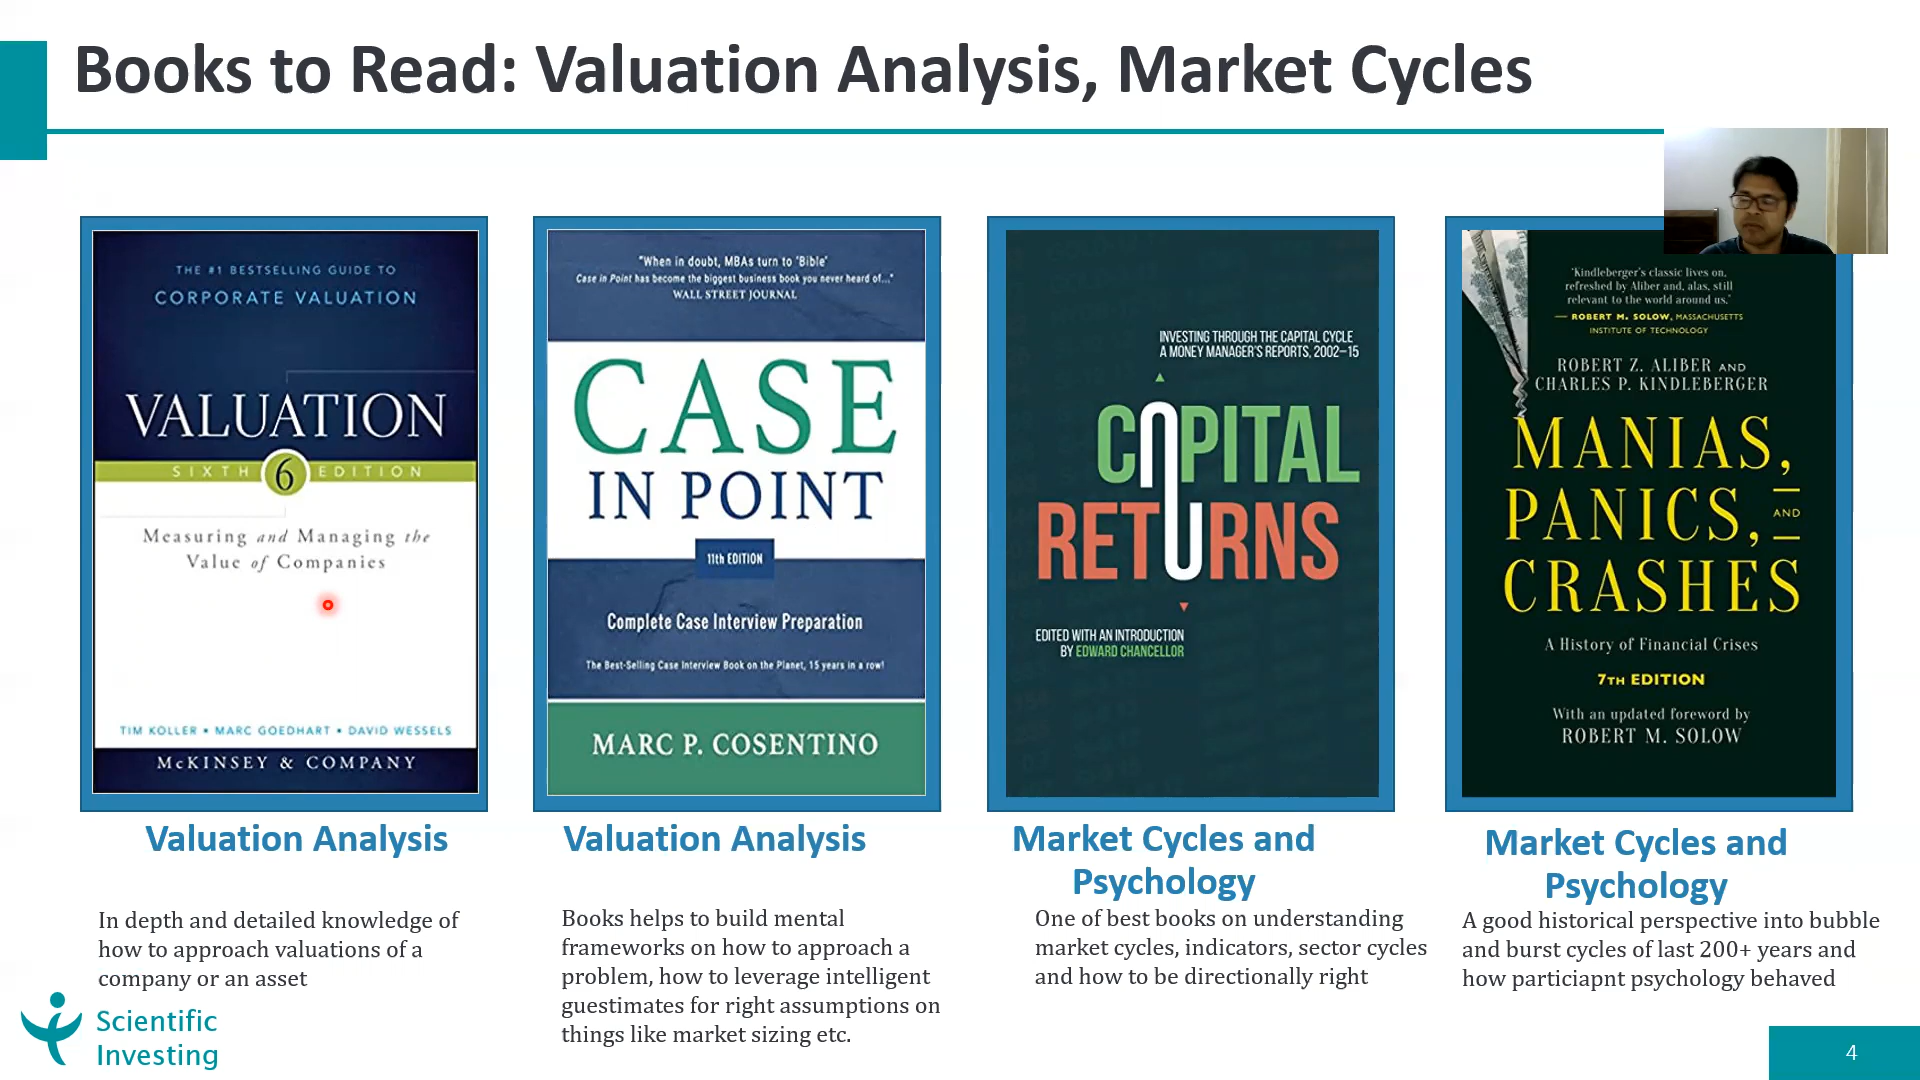 Books to Read: Valuation Analysis, Market Cycles
THE #1 BESTSELLING GUIDE TO
CORPORATE VALUATION
VALUATION
SIXTH 6 EDITION
Measuring and Managing the
Value of Companies
TIM KOLLER • MARC GOEDHART • DAVID WESSELS
McKINSEY & COMPANY
Valuation Analysis
In depth and detailed knowledge of
how to approach valuations of a
company or an asset
"When in doubt, MBAs turn to 'Bible'
Case in Point has become the biggest business book you never heard of..."
WALL STREET JOURNAL
CASE
IN POINT
11th EDITION
Complete Case Interview Preparation
The Best-Selling Case Interview Book on the Planet, 15 years in a row!
MARC P. COSENTINO
Valuation Analysis
Books helps to build mental
frameworks on how to approach a
problem, how to leverage intelligent
guestimates for right assumptions on
things like market sizing etc.
INVESTING THROUGH THE CAPITAL CYCLE
A MONEY MANAGER'S REPORTS, 2002–15
CAPITAL
RETURNS
EDITED WITH AN INTRODUCTION
BY EDWARD CHANCELLOR
Market Cycles and
Psychology
One of best books on understanding
market cycles, indicators, sector cycles
and how to be directionally right
'Kindleberger's classic lives on,
refreshed by Aliber and, alas, still
relevant to the world around us.'
— ROBERT M. SOLOW, MASSACHUSETTS
INSTITUTE OF TECHNOLOGY
ROBERT Z. ALIBER AND
CHARLES P. KINDLEBERGER
MANIAS,
PANICS, AND
CRASHES
A History of Financial Crises
7TH EDITION
With an updated foreword by
ROBERT M. SOLOW
Market Cycles and
Psychology
A good historical perspective into bubble
and burst cycles of last 200+ years and
how particiapnt psychology behaved
Scientific
Investing
4